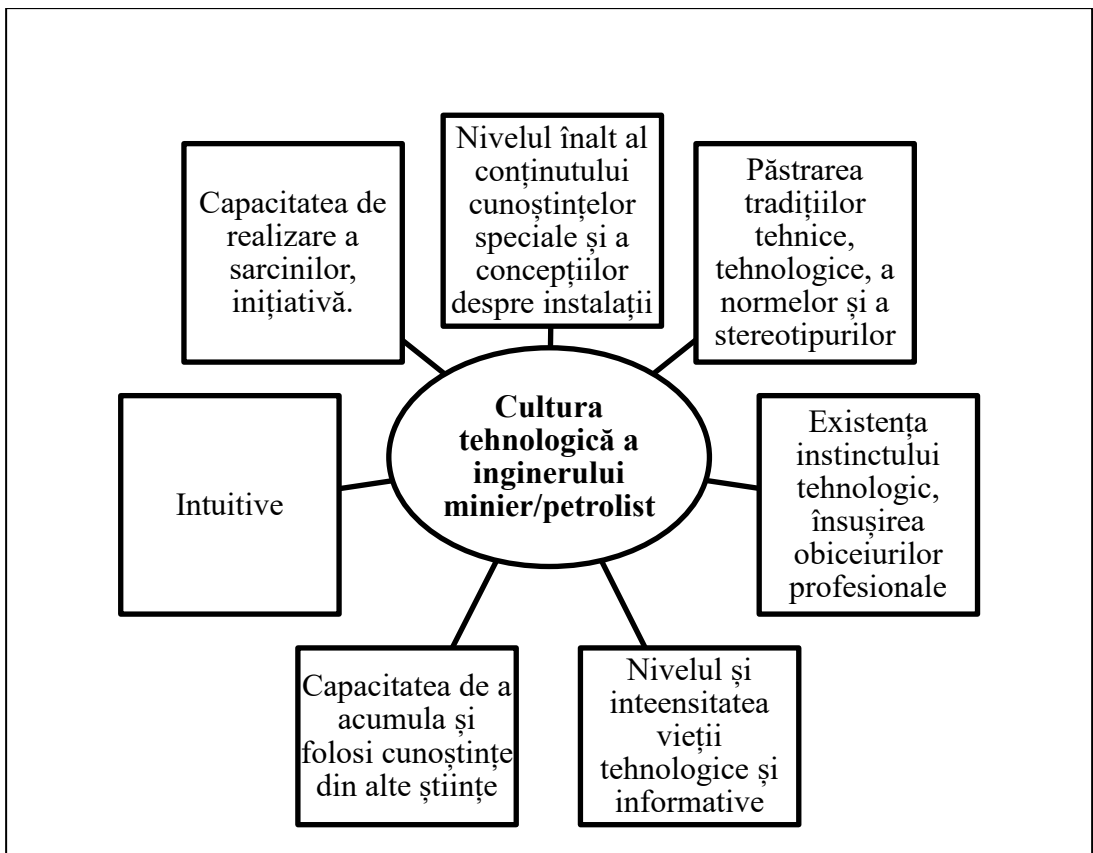 Nivelul înalt al
conținutului
cunoștințelor
speciale și a
concepțiilor
despre instalații
Păstrarea
tradițiilor
tehnice,
tehnologice, a
normelor și a
stereotipurilor
Existența
instinctului
tehnologic,
însușirea
obiceiurilor
profesionale
Nivelul și
inteensitatea
vieții
tehnologice și
informative
Capacitatea de a
acumula și
folosi cunoștințe
din alte științe
Intuitive
Capacitatea de
realizare a
sarcinilor,
inițiativă.
Cultura
tehnologică a
inginerului
minier/petrolist